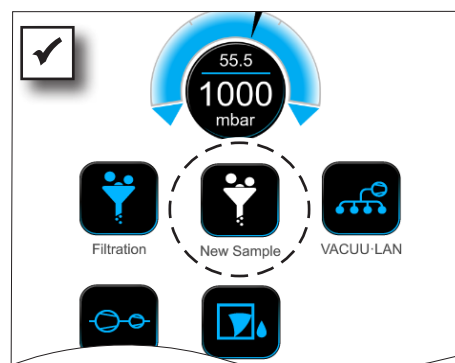 55.5
1000
mbar
Filtration
New Sample
VACUU·LAN